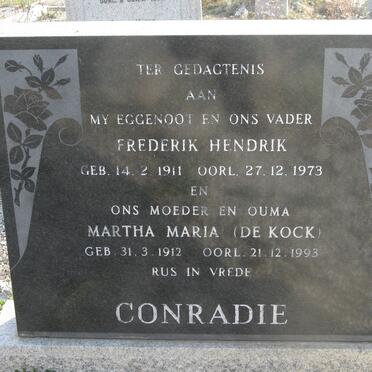 TER GEDAGTENIS
AAN
MY EGGENOOT EN ONS VADER
FREDERIK HENDRIK
GEB. 14. 2. 1911 OORL. 27. 12. 1973
EN
ONS MOEDER EN OUMA
MARTHA MARIA (DE KOCK)
GEB. 31. 3. 1912 OORL. 21. 12. 1993
RUS IN VREDE
CONRADIE